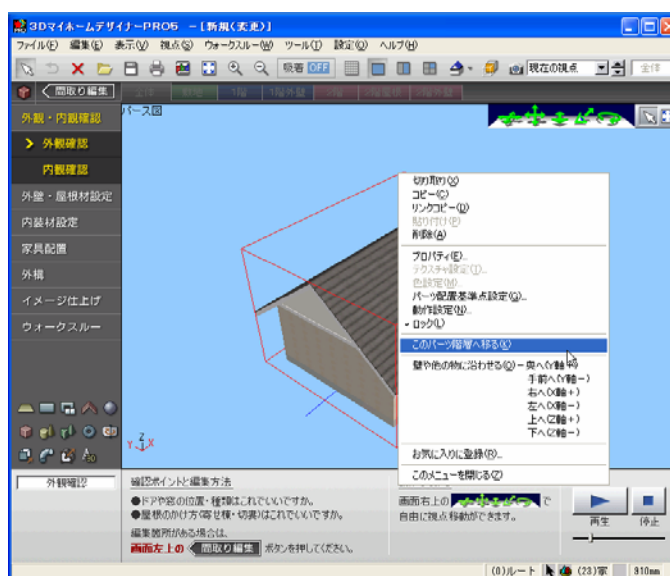 3DマイホームデザイナーPRO5 - [新規(変更)]
ファイル(F) 編集(E) 表示(V) 視点(S) ウォークスルー(W) ツール(T) 設定(O) ヘルプ(H)
吸着 OFF 現在の視点 全体
間取り編集 全体 1階 1階外壁
外観・内観確認
パース図
外観確認
内観確認
外壁・屋根材設定
内装材設定
家具配置
外構
イメージ仕上げ
ウォークスルー
切り取り(X)
コピー(C)
リンクコピー(D)
貼り付け(P)
削除(A)
プロパティ(E)...
テクスチャ設定(T)...
色設定(M)...
パーツ配置基準点設定(G)...
動作設定(N)...
ロック(L)
このパーツ階層へ移る(K)
壁や他の物に沿わせる(Q) - 奥へ(Y軸+)
手前へ(Y軸-)
右へ(X軸+)
左へ(X軸-)
上へ(Z軸+)
下へ(Z軸-)
お気に入りに登録(R)...
このメニューを閉じる(Z)
Z
Y X
外観確認
確認ポイントと編集方法
●ドアや窓の位置・種類はこれでいいですか。
●屋根のかけ方(寄せ棟・切妻)はこれでいいですか。
編集箇所がある場合は、
画面左上の 間取り編集 ボタンを押してください。
画面右上の で
自由に視点移動ができます。
再生 停止
(0)ルート (23)家 910mm